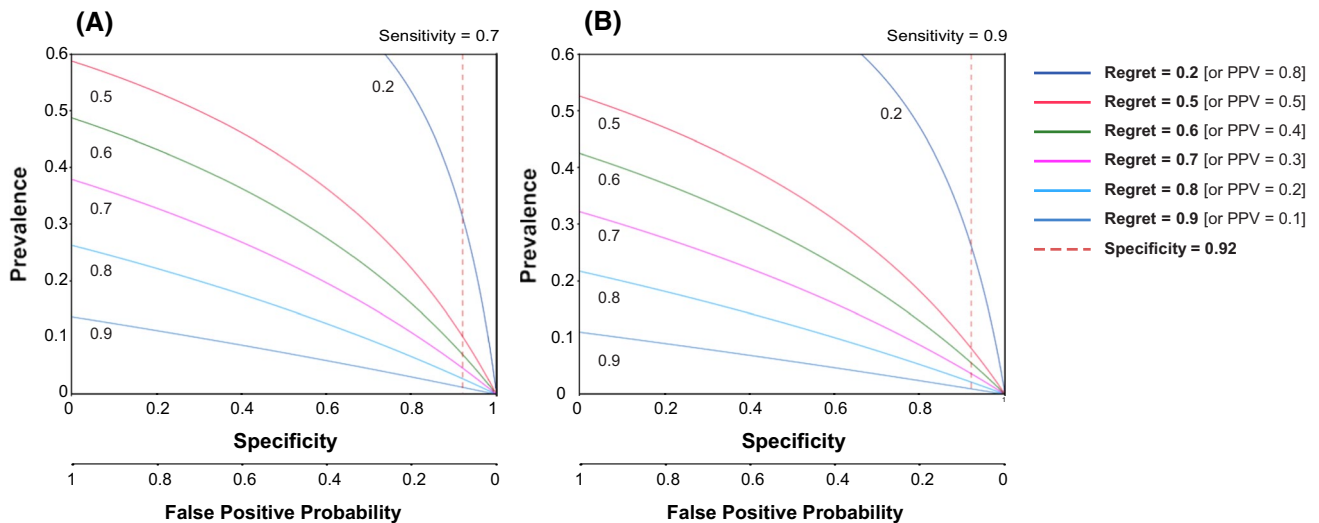 (A)
Sensitivity = 0.7
0.6
0.5
0.4
0.3
0.2
0.1
0
Prevalence
0.2
0.5
0.6
0.7
0.8
0.9
0 0.2 0.4 0.6 0.8 1
Specificity
1 0.8 0.6 0.4 0.2 0
False Positive Probability
(B)
Sensitivity = 0.9
0.6
0.5
0.4
0.3
0.2
0.1
0
Prevalence
0.2
0.5
0.6
0.7
0.8
0.9
0 0.2 0.4 0.6 0.8 1
Specificity
1 0.8 0.6 0.4 0.2 0
False Positive Probability
Regret = 0.2 [or PPV = 0.8]
Regret = 0.5 [or PPV = 0.5]
Regret = 0.6 [or PPV = 0.4]
Regret = 0.7 [or PPV = 0.3]
Regret = 0.8 [or PPV = 0.2]
Regret = 0.9 [or PPV = 0.1]
Specificity = 0.92